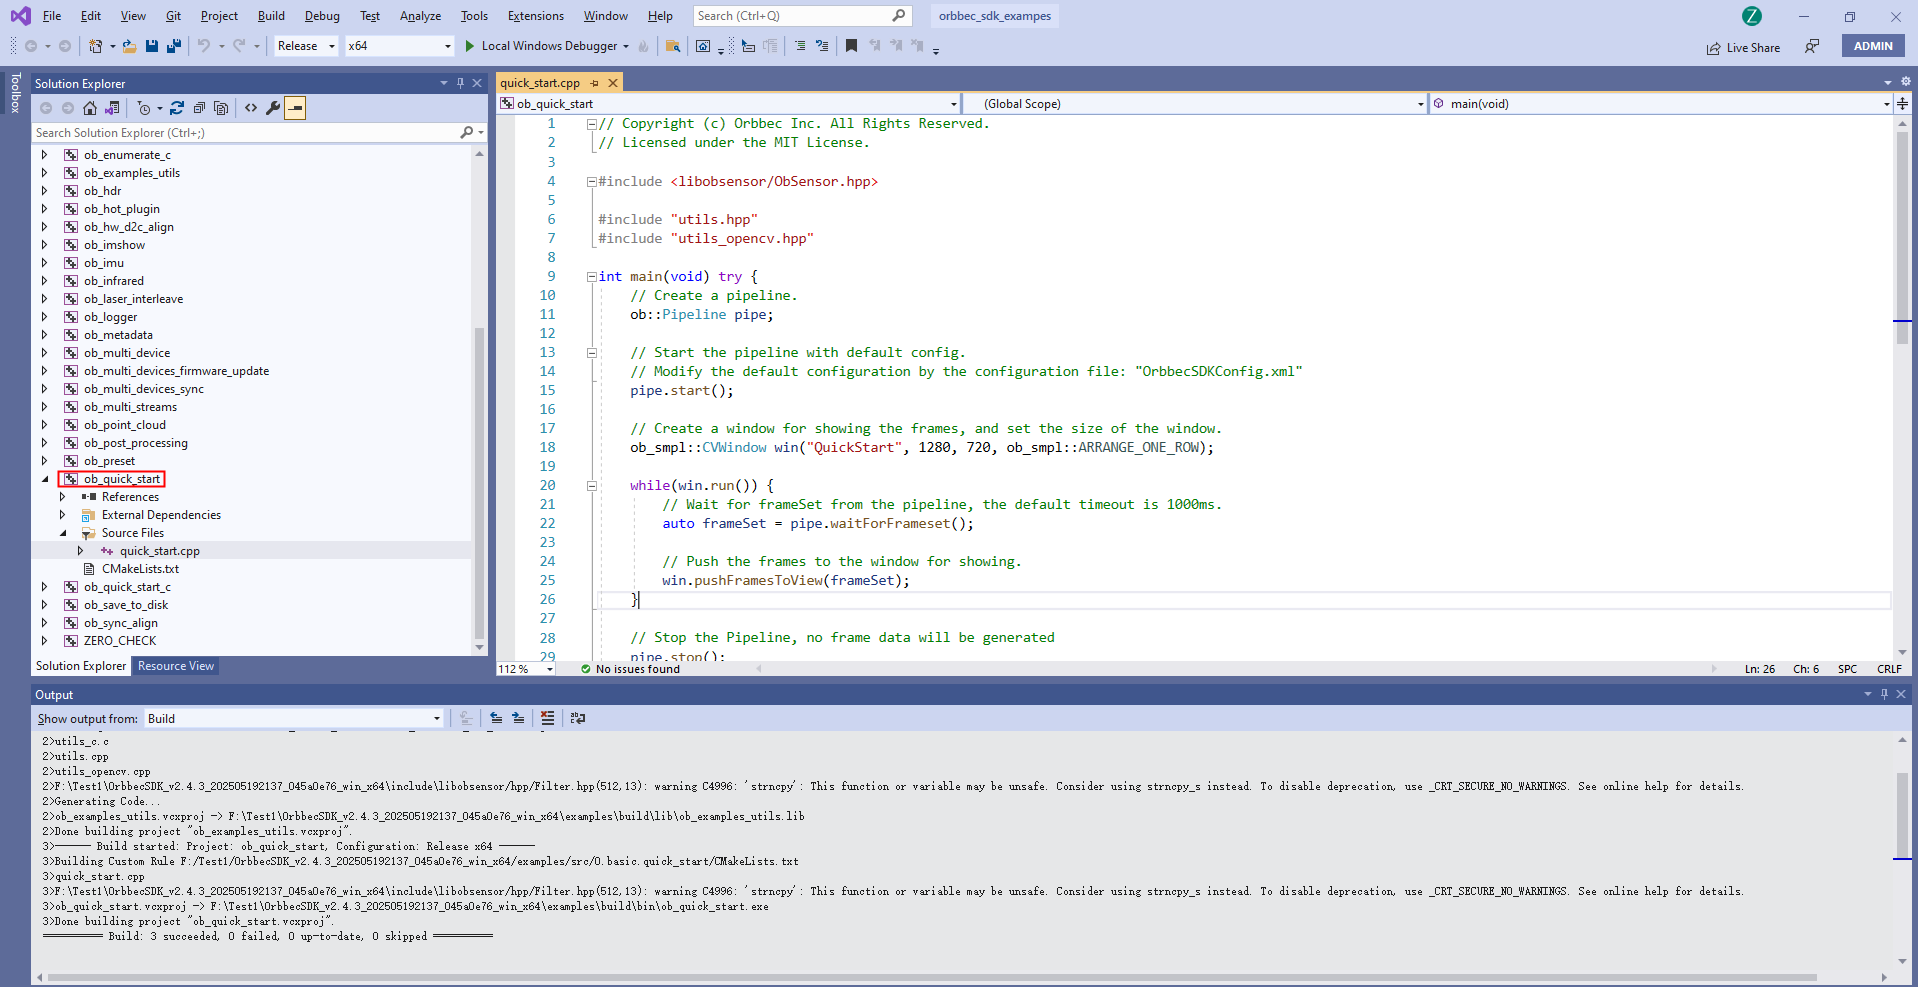 File Edit View Git Project Build Debug Test Analyze Tools Extensions Window Help Search (Ctrl+Q) orbbec_sdk_exampes Z
Release x64 Local Windows Debugger Live Share ADMIN
Toolbox
Solution Explorer
Search Solution Explorer (Ctrl+;)
ob_enumerate_c
ob_examples_utils
ob_hdr
ob_hot_plugin
ob_hw_d2c_align
ob_imshow
ob_imu
ob_infrared
ob_laser_interleave
ob_logger
ob_metadata
ob_multi_device
ob_multi_devices_firmware_update
ob_multi_devices_sync
ob_multi_streams
ob_point_cloud
ob_post_processing
ob_preset
ob_quick_start
References
External Dependencies
Source Files
quick_start.cpp
CMakeLists.txt
ob_quick_start_c
ob_save_to_disk
ob_sync_align
ZERO_CHECK
Solution Explorer Resource View
quick_start.cpp
ob_quick_start (Global Scope) main(void)
1 // Copyright (c) Orbbec Inc. All Rights Reserved.
2 // Licensed under the MIT License.
3
4 #include <libobsensor/ObSensor.hpp>
5
6 #include "utils.hpp"
7 #include "utils_opencv.hpp"
8
9 int main(void) try {
10 // Create a pipeline.
11 ob::Pipeline pipe;
12
13 // Start the pipeline with default config.
14 // Modify the default configuration by the configuration file: "OrbbecSDKConfig.xml"
15 pipe.start();
16
17 // Create a window for showing the frames, and set the size of the window.
18 ob_smpl::CVWindow win("QuickStart", 1280, 720, ob_smpl::ARRANGE_ONE_ROW);
19
20 while(win.run()) {
21 // Wait for frameSet from the pipeline, the default timeout is 1000ms.
22 auto frameSet = pipe.waitForFrameset();
23
24 // Push the frames to the window for showing.
25 win.pushFramesToView(frameSet);
26 }
27
28 // Stop the Pipeline, no frame data will be generated
29 pipe.stop();
112 % No issues found Ln: 26 Ch: 6 SPC CRLF
Output
Show output from: Build
2>utils_c.c
2>utils.cpp
2>utils_opencv.cpp
2>F:\Test1\OrbbecSDK_v2.4.3_202505192137_045a0e76_win_x64\include\libobsensor/hpp/Filter.hpp(512,13): warning C4996: 'strncpy': This function or variable may be unsafe. Consider using strncpy_s instead. To disable deprecation, use _CRT_SECURE_NO_WARNINGS. See online help for details.
2>Generating Code...
2>ob_examples_utils.vcxproj -> F:\Test1\OrbbecSDK_v2.4.3_202505192137_045a0e76_win_x64\examples\build\lib\ob_examples_utils.lib
2>Done building project "ob_examples_utils.vcxproj".
3>------ Build started: Project: ob_quick_start, Configuration: Release x64 ------
3>Building Custom Rule F:/Test1/OrbbecSDK_v2.4.3_202505192137_045a0e76_win_x64/examples/src/0.basic.quick_start/CMakeLists.txt
3>quick_start.cpp
3>F:\Test1\OrbbecSDK_v2.4.3_202505192137_045a0e76_win_x64\include\libobsensor/hpp/Filter.hpp(512,13): warning C4996: 'strncpy': This function or variable may be unsafe. Consider using strncpy_s instead. To disable deprecation, use _CRT_SECURE_NO_WARNINGS. See online help for details.
3>ob_quick_start.vcxproj -> F:\Test1\OrbbecSDK_v2.4.3_202505192137_045a0e76_win_x64\examples\build\bin\ob_quick_start.exe
3>Done building project "ob_quick_start.vcxproj".
========== Build: 3 succeeded, 0 failed, 0 up-to-date, 0 skipped ==========